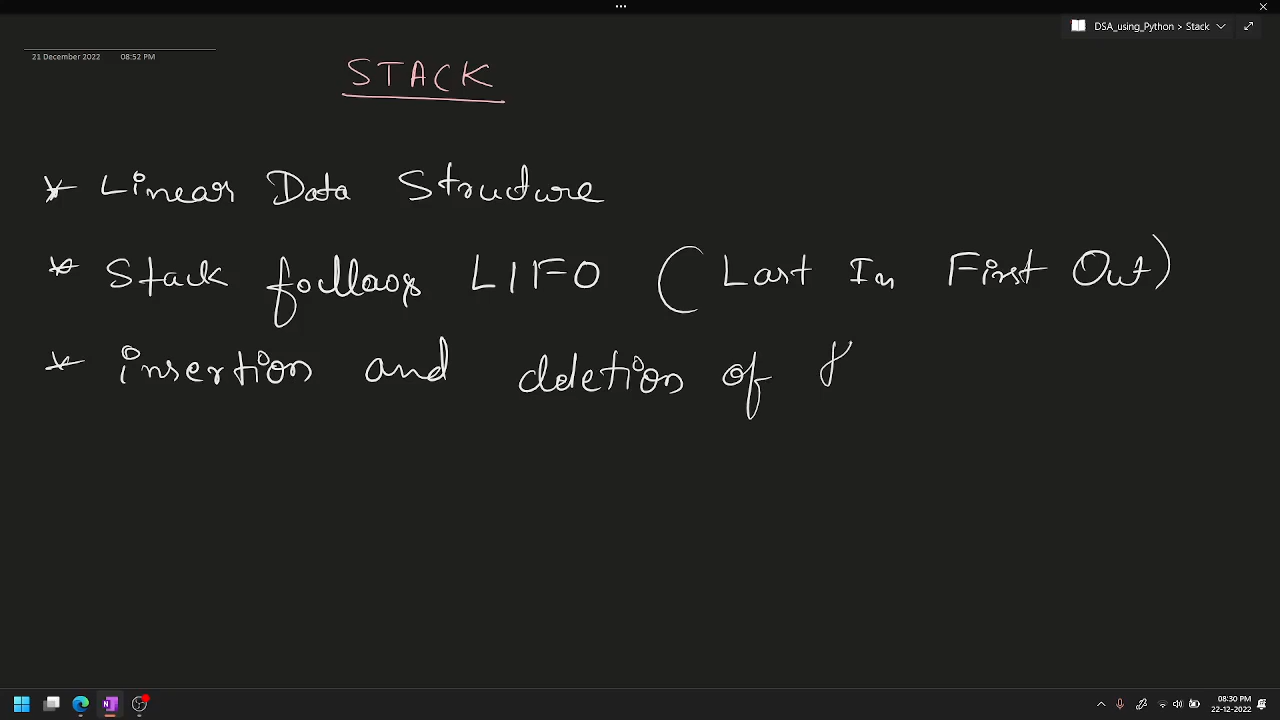 DSA_using_Python > Stack
21 December 2022 08:52 PM
STACK
* Linear Data Structure
* Stack follows LIFO (Last In First Out)
* insertion and deletion of
08:30 PM
22-12-2022